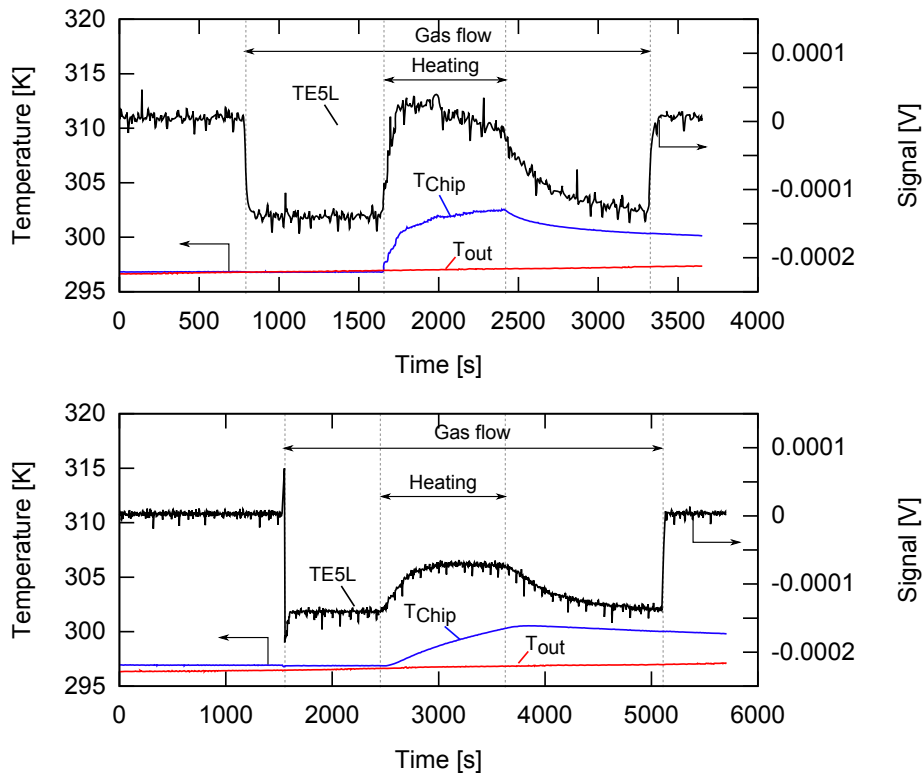 320
315
310
305
300
295
Temperature [K]
Gas flow
Heating
TE5L
TChip
Tout
0.0001
0
-0.0001
-0.0002
Signal [V]
0 500 1000 1500 2000 2500 3000 3500 4000
Time [s]
320
315
310
305
300
295
Temperature [K]
Gas flow
Heating
TE5L
TChip
Tout
0.0001
0
-0.0001
-0.0002
Signal [V]
0 1000 2000 3000 4000 5000 6000
Time [s]